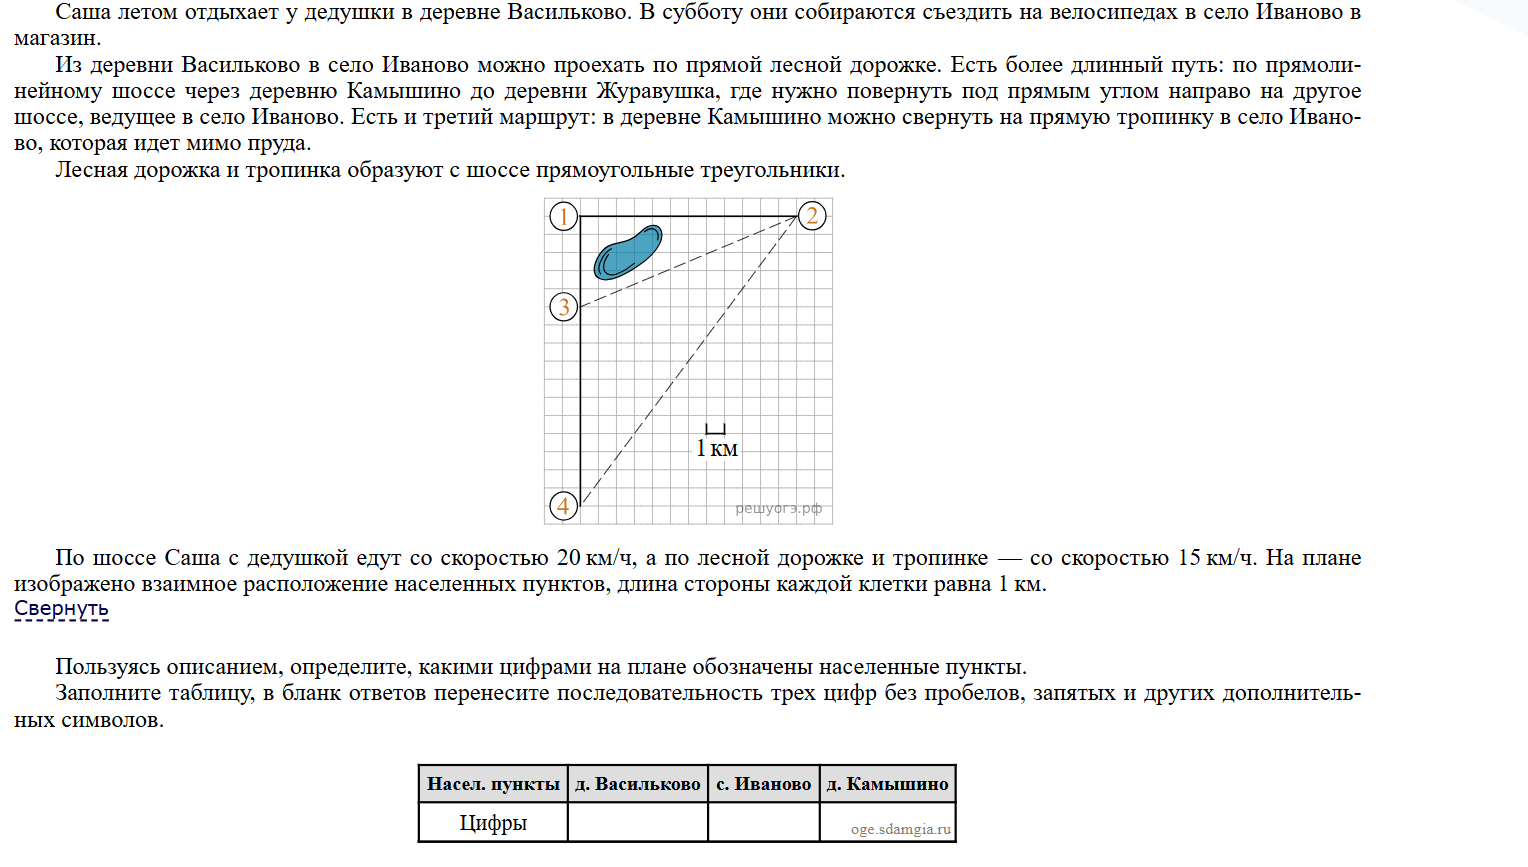 Саша летом отдыхает у дедушки в деревне Васильково. В субботу они собираются съездить на велосипедах в село Иваново в
магазин.
Из деревни Васильково в село Иваново можно проехать по прямой лесной дорожке. Есть более длинный путь: по прямоли-
нейному шоссе через деревню Камышино до деревни Журавушка, где нужно повернуть под прямым углом направо на другое
шоссе, ведущее в село Иваново. Есть и третий маршрут: в деревне Камышино можно свернуть на прямую тропинку в село Ивано-
во, которая идет мимо пруда.
Лесная дорожка и тропинка образуют с шоссе прямоугольные треугольники.
1
2
3
1 км
4
решуогэ.рф
По шоссе Саша с дедушкой едут со скоростью 20 км/ч, а по лесной дорожке и тропинке — со скоростью 15 км/ч. На плане
изображено взаимное расположение населенных пунктов, длина стороны каждой клетки равна 1 км.
Свернуть
Пользуясь описанием, определите, какими цифрами на плане обозначены населенные пункты.
Заполните таблицу, в бланк ответов перенесите последовательность трех цифр без пробелов, запятых и других дополнитель-
ных символов.
Насел. пункты д. Васильково с. Иваново д. Камышино
Цифры
oge.sdamgia.ru